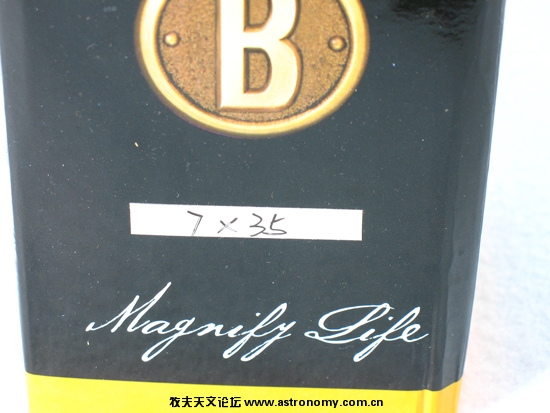 B
7 × 35
Magnify Life
牧夫天文论坛 www.astronomy.com.cn